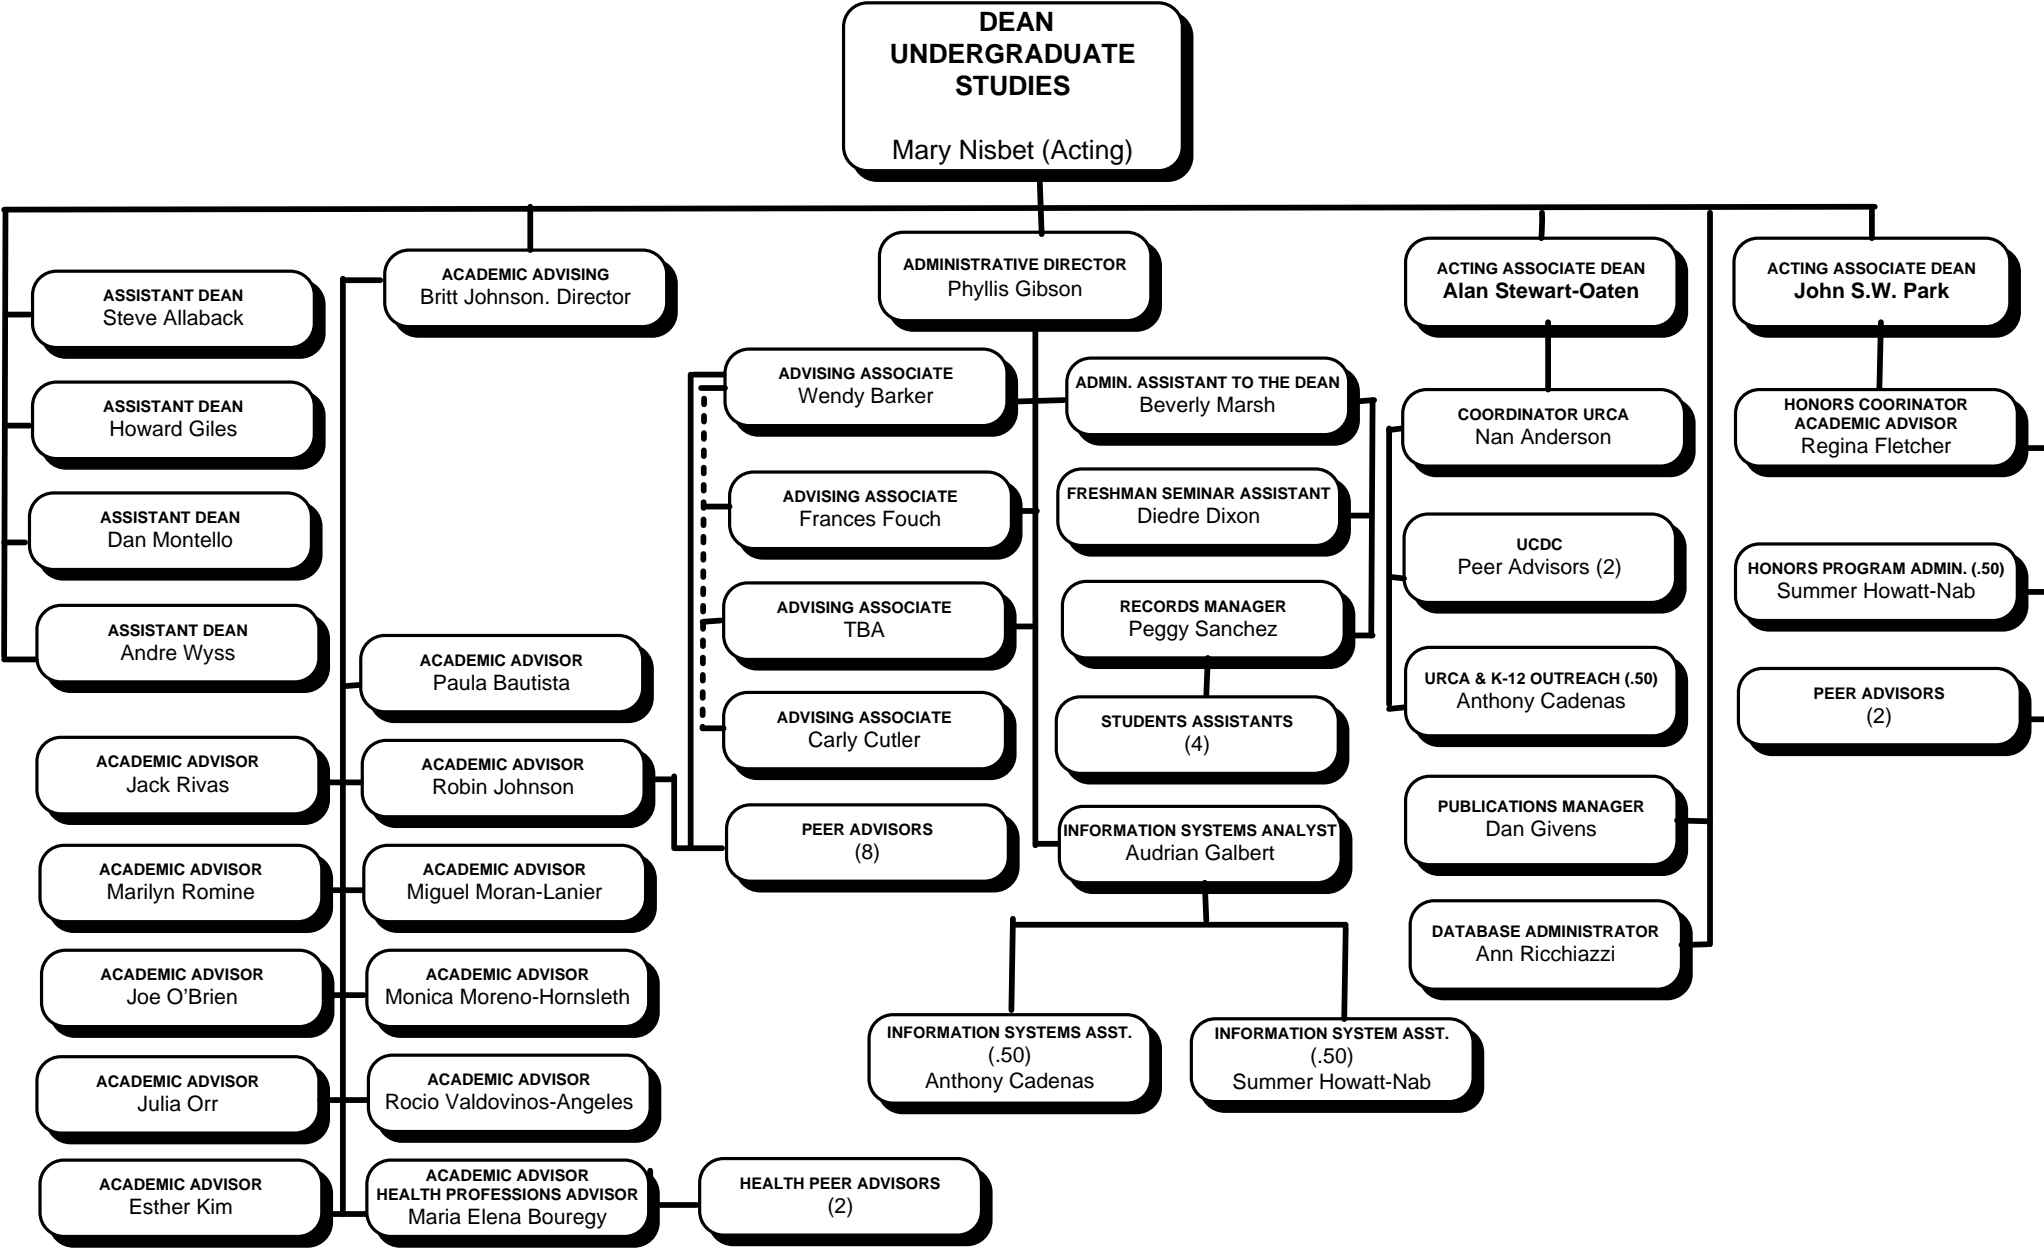 DEAN
UNDERGRADUATE
STUDIES
Mary Nisbet (Acting)
ASSISTANT DEAN
Steve Allaback
ASSISTANT DEAN
Howard Giles
ASSISTANT DEAN
Dan Montello
ASSISTANT DEAN
Andre Wyss
ACADEMIC ADVISING
Britt Johnson. Director
ACADEMIC ADVISOR
Paula Bautista
ACADEMIC ADVISOR
Jack Rivas
ACADEMIC ADVISOR
Robin Johnson
ACADEMIC ADVISOR
Marilyn Romine
ACADEMIC ADVISOR
Miguel Moran-Lanier
ACADEMIC ADVISOR
Joe O’Brien
ACADEMIC ADVISOR
Monica Moreno-Hornsleth
ACADEMIC ADVISOR
Julia Orr
ACADEMIC ADVISOR
Rocio Valdovinos-Angeles
ACADEMIC ADVISOR
Esther Kim
ACADEMIC ADVISOR
HEALTH PROFESSIONS ADVISOR
Maria Elena Bouregy
HEALTH PEER ADVISORS
(2)
ADMINISTRATIVE DIRECTOR
Phyllis Gibson
ADVISING ASSOCIATE
Wendy Barker
ADVISING ASSOCIATE
Frances Fouch
ADVISING ASSOCIATE
TBA
ADVISING ASSOCIATE
Carly Cutler
PEER ADVISORS
(8)
ADMIN. ASSISTANT TO THE DEAN
Beverly Marsh
FRESHMAN SEMINAR ASSISTANT
Diedre Dixon
RECORDS MANAGER
Peggy Sanchez
STUDENTS ASSISTANTS
(4)
INFORMATION SYSTEMS ANALYST
Audrian Galbert
INFORMATION SYSTEMS ASST.
(.50)
Anthony Cadenas
INFORMATION SYSTEM ASST.
(.50)
Summer Howatt-Nab
ACTING ASSOCIATE DEAN
Alan Stewart-Oaten
COORDINATOR URCA
Nan Anderson
UCDC
Peer Advisors (2)
URCA & K-12 OUTREACH (.50)
Anthony Cadenas
PUBLICATIONS MANAGER
Dan Givens
DATABASE ADMINISTRATOR
Ann Ricchiazzi
ACTING ASSOCIATE DEAN
John S.W. Park
HONORS COORINATOR
ACADEMIC ADVISOR
Regina Fletcher
HONORS PROGRAM ADMIN. (.50)
Summer Howatt-Nab
PEER ADVISORS
(2)